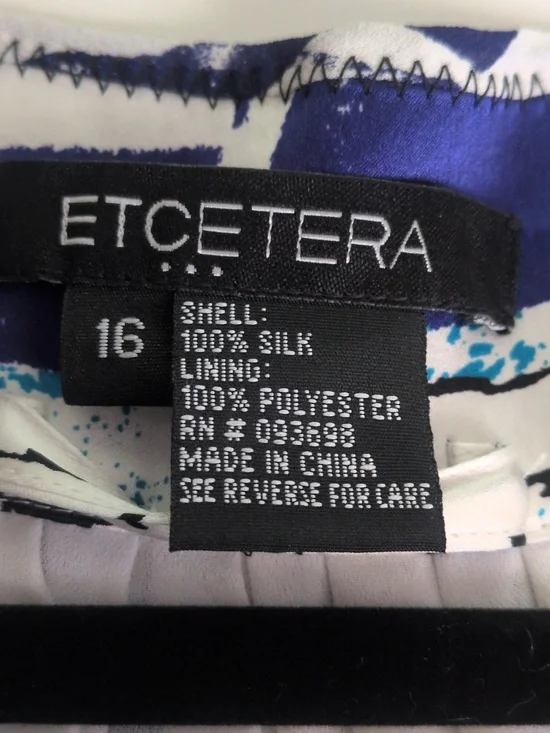 ETCETERA
...
16
SHELL:
100% SILK
LINING:
100% POLYESTER
RN # 093698
MADE IN CHINA
SEE REVERSE FOR CARE